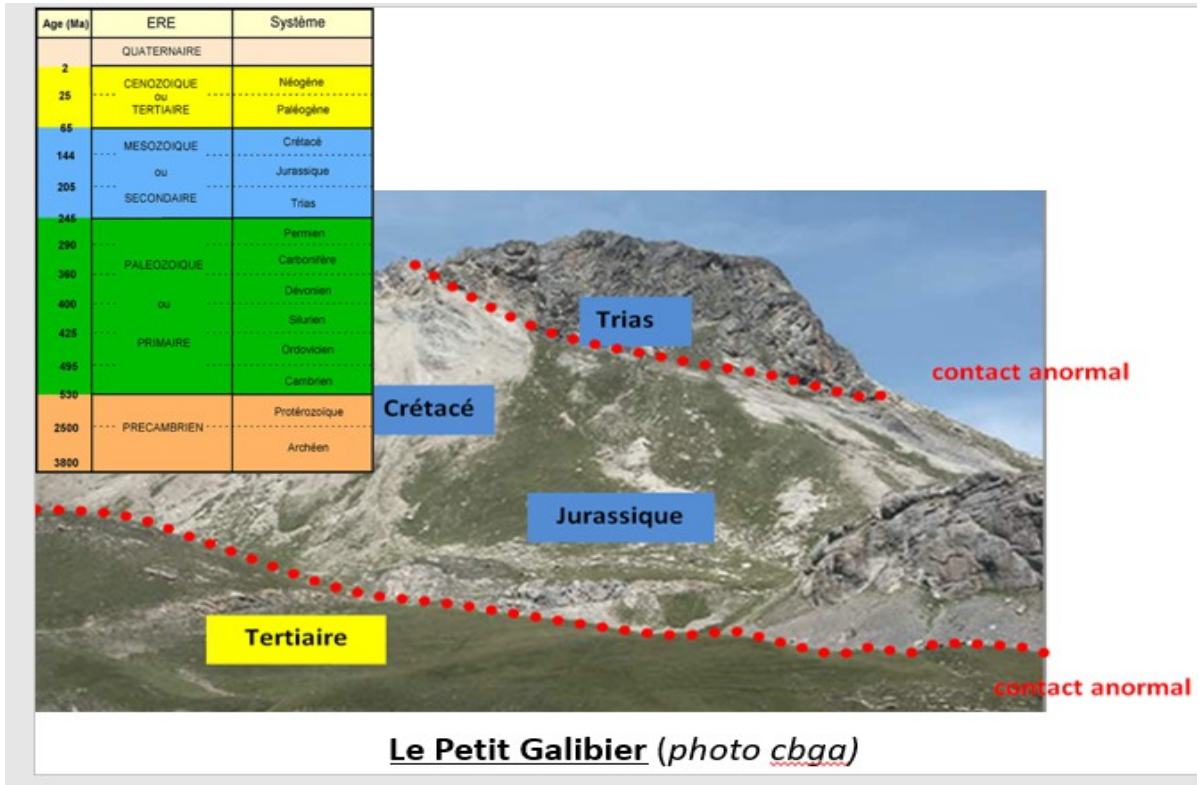 Age (Ma) ERE Système
QUATERNAIRE
2
CENOZOIQUE Néogène
25 ou
TERTIAIRE Paléogène
65
MESOZOIQUE Crétacé
144
ou Jurassique
205
SECONDAIRE Trias
245
Permien
290
PALEOZOIQUE Carbonifère
360
Dévonien
400 ou
Silurien
425
PRIMAIRE Ordovicien
495
Cambrien
530
Protérozoïque
2500 PRECAMBRIEN
Archéen
3800
Trias
contact anormal
Crétacé
Jurassique
Tertiaire
contact anormal
Le Petit Galibier (photo cbga)